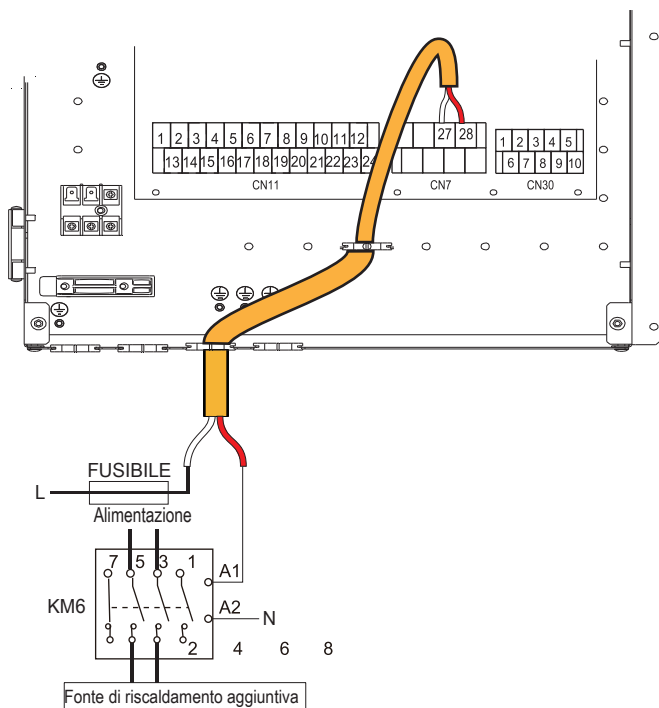 27 28
1 2 3 4 5 6 7 8 9 10 11 12
13 14 15 16 17 18 19 20 21 22 23 24
1 2 3 4 5
6 7 8 9 10
CN11
CN7
CN30
FUSIBILE
L
Alimentazione
7 5 3 1
A1
KM6
A2
N
2 4 6 8
Fonte di riscaldamento aggiuntiva